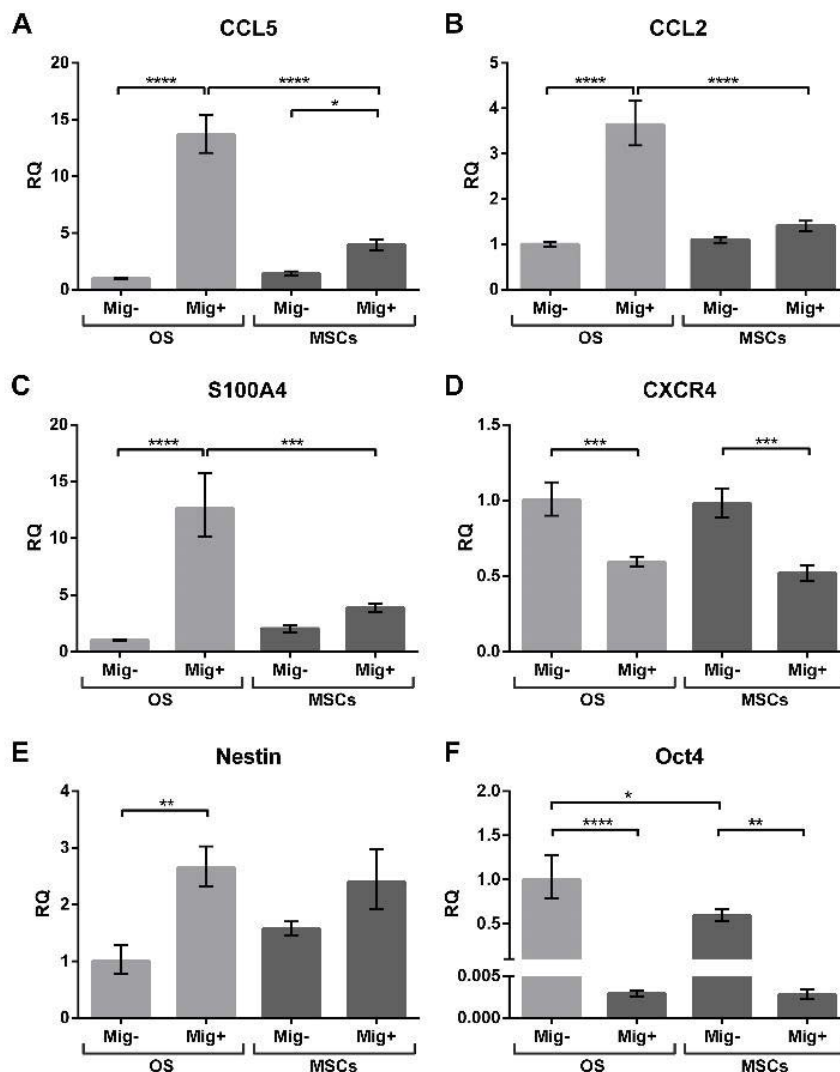 A
CCL5
20
15
10
5
0
RQ
****
****
*
Mig-
Mig+
Mig-
Mig+
OS
MSCs
B
CCL2
5
4
3
2
1
0
RQ
****
****
Mig-
Mig+
Mig-
Mig+
OS
MSCs
C
S100A4
20
15
10
5
0
RQ
****
***
Mig-
Mig+
Mig-
Mig+
OS
MSCs
D
CXCR4
1.5
1.0
0.5
0.0
RQ
***
***
Mig-
Mig+
Mig-
Mig+
OS
MSCs
E
Nestin
4
3
2
1
0
RQ
**
Mig-
Mig+
Mig-
Mig+
OS
MSCs
F
Oct4
2.0
1.5
1.0
0.5
0.005
0.000
RQ
*
****
**
Mig-
Mig+
Mig-
Mig+
OS
MSCs